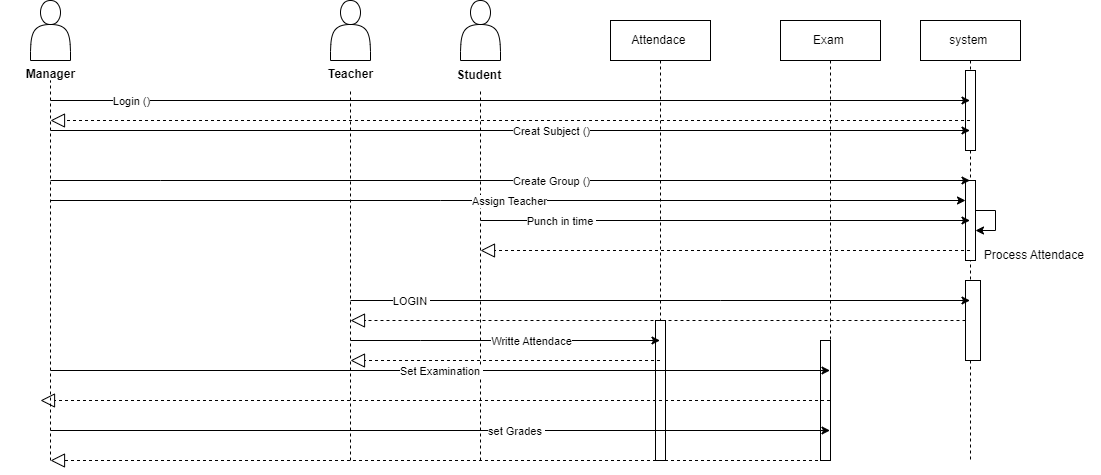 Attendace
Exam
system
Manager
Teacher
Student
Login ()
Creat Subject ()
Create Group ()
Assign Teacher
Punch in time
Process Attendace
LOGIN
Writte Attendace
Set Examination
set Grades